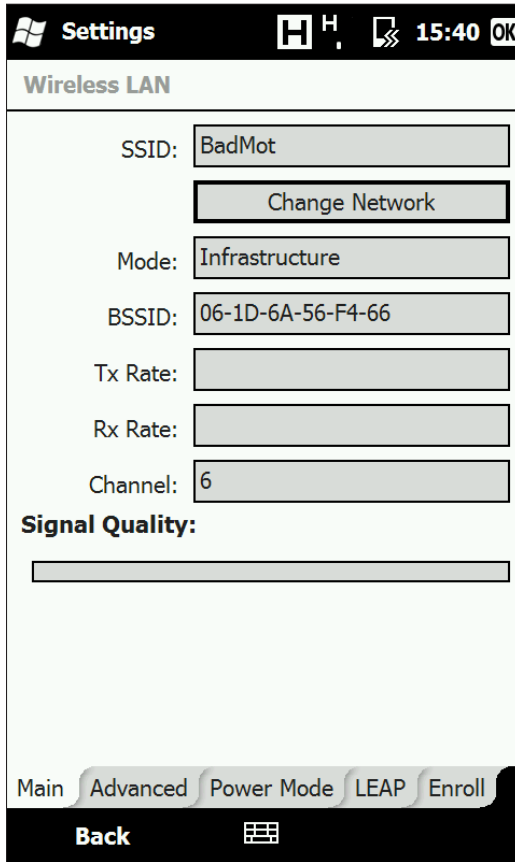 Settings H H 15:40 OK
Wireless LAN
SSID: BadMot
Change Network
Mode: Infrastructure
BSSID: 06-1D-6A-56-F4-66
Tx Rate:
Rx Rate:
Channel: 6
Signal Quality:
Main Advanced Power Mode LEAP Enroll
Back